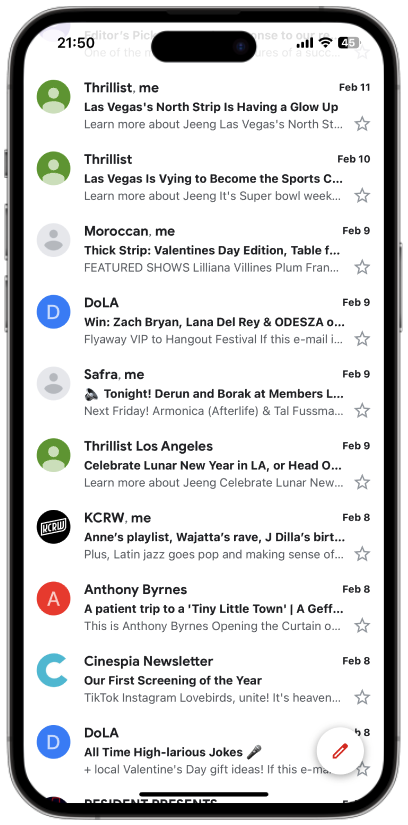 21:50
45
Editor's Pick
One of the m
Thrillist, me
Feb 11
Las Vegas's North Strip Is Having a Glow Up
Learn more about Jeeng Las Vegas's North St...
Thrillist
Feb 10
Las Vegas Is Vying to Become the Sports C...
Learn more about Jeeng It's Super bowl week...
Moroccan, me
Feb 9
Thick Strip: Valentines Day Edition, Table f...
FEATURED SHOWS Lilliana Villines Plum Fran...
D
DoLA
Feb 9
Win: Zach Bryan, Lana Del Rey & ODESZA o...
Flyaway VIP to Hangout Festival If this e-mail i...
Safra, me
Feb 9
🔊 Tonight! Derun and Borak at Members L...
Next Friday! Armonica (Afterlife) & Tal Fussma...
Thrillist Los Angeles
Feb 9
Celebrate Lunar New Year in LA, or Head O...
Learn more about Jeeng Celebrate Lunar New...
KCRW
KCRW, me
Feb 8
Anne's playlist, Wajatta's rave, J Dilla's birt...
Plus, Latin jazz goes pop and making sense of...
A
Anthony Byrnes
Feb 8
A patient trip to a 'Tiny Little Town' | A Geff...
This is Anthony Byrnes Opening the Curtain o...
Cinespia Newsletter
Feb 8
Our First Screening of the Year
TikTok Instagram Lovebirds, unite! It's heaven...
D
DoLA
b 8
All Time High-larious Jokes 🎤
+ local Valentine's Day gift ideas! If this e-ma...
RESIDENT PRESENTS